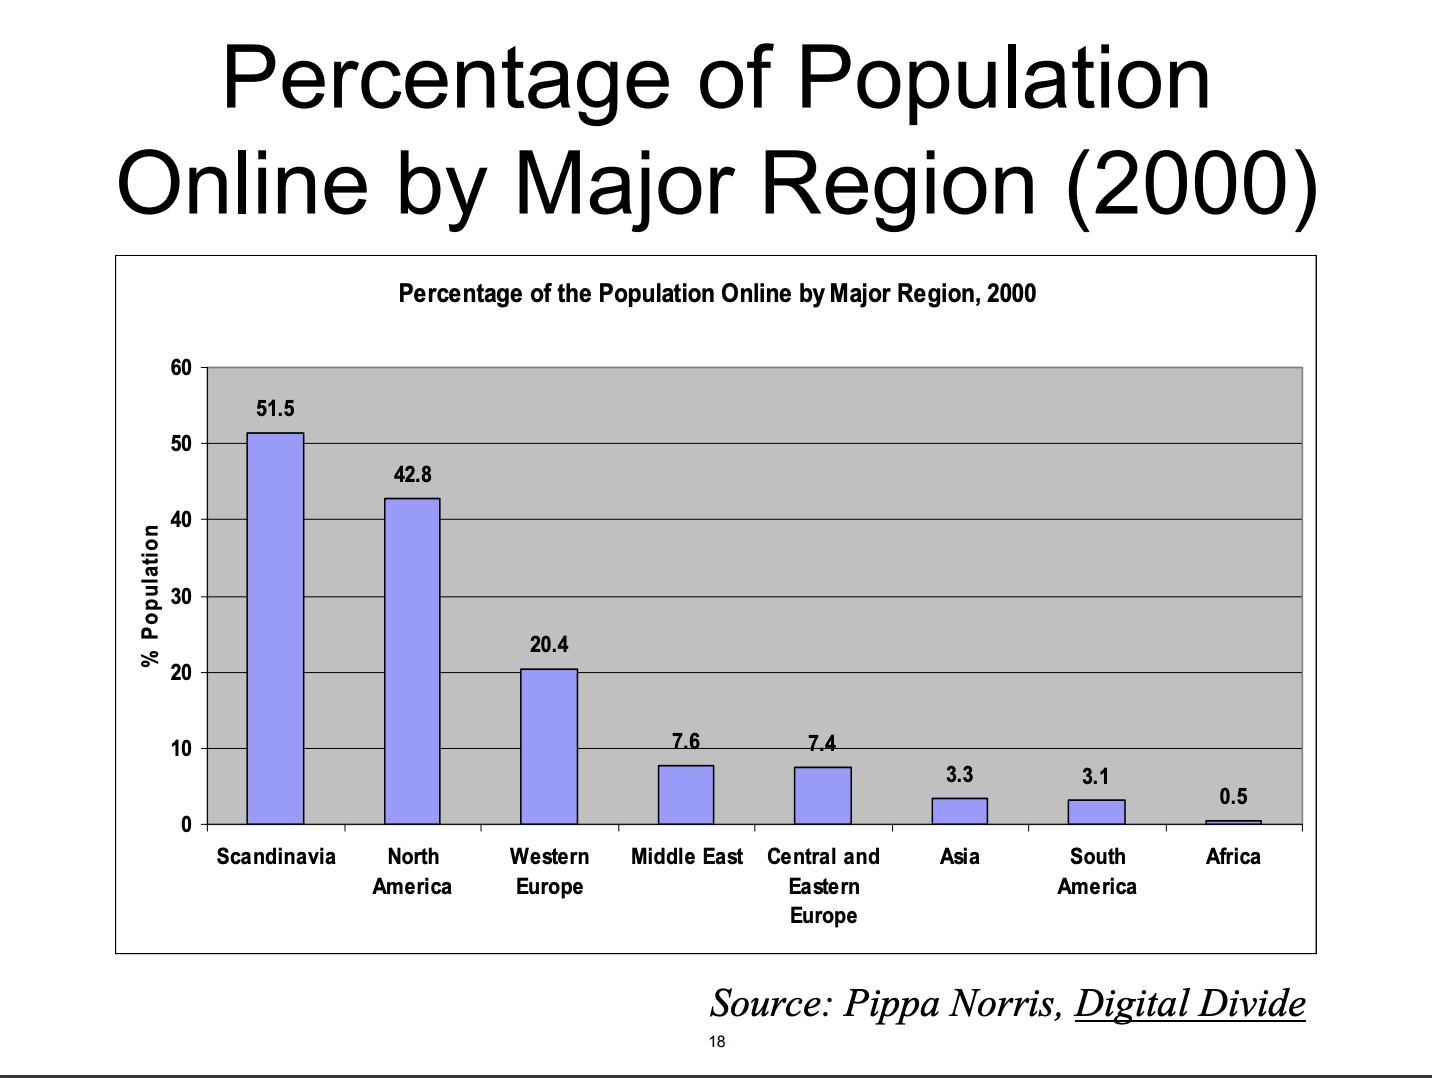 Percentage of Population
Online by Major Region (2000)
Percentage of the Population Online by Major Region, 2000
% Population
60
50
40
30
20
10
0
51.5
42.8
20.4
7.6
7.4
3.3
3.1
0.5
Scandinavia
North
America
Western
Europe
Middle East
Central and
Eastern
Europe
Asia
South
America
Africa
Source: Pippa Norris, Digital Divide
18